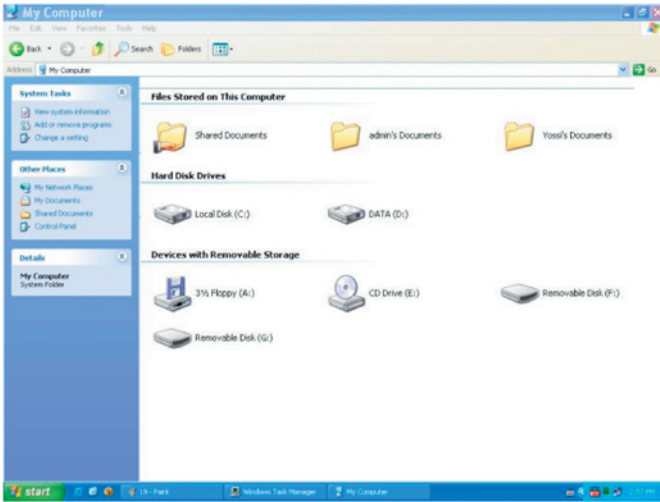 My Computer
File Edit View Favorites Tools Help
Back Search Folders
Address My Computer Go
System Tasks
View system information
Add or remove programs
Change a setting
Other Places
My Network Places
My Documents
Shared Documents
Control Panel
Details
My Computer
System Folder
Files Stored on This Computer
Shared Documents admin's Documents Yossi's Documents
Hard Disk Drives
Local Disk (C:) DATA (D:)
Devices with Removable Storage
3½ Floppy (A:) CD Drive (E:) Removable Disk (F:)
Removable Disk (G:)
start 19 - Paint Windows Task Manager My Computer